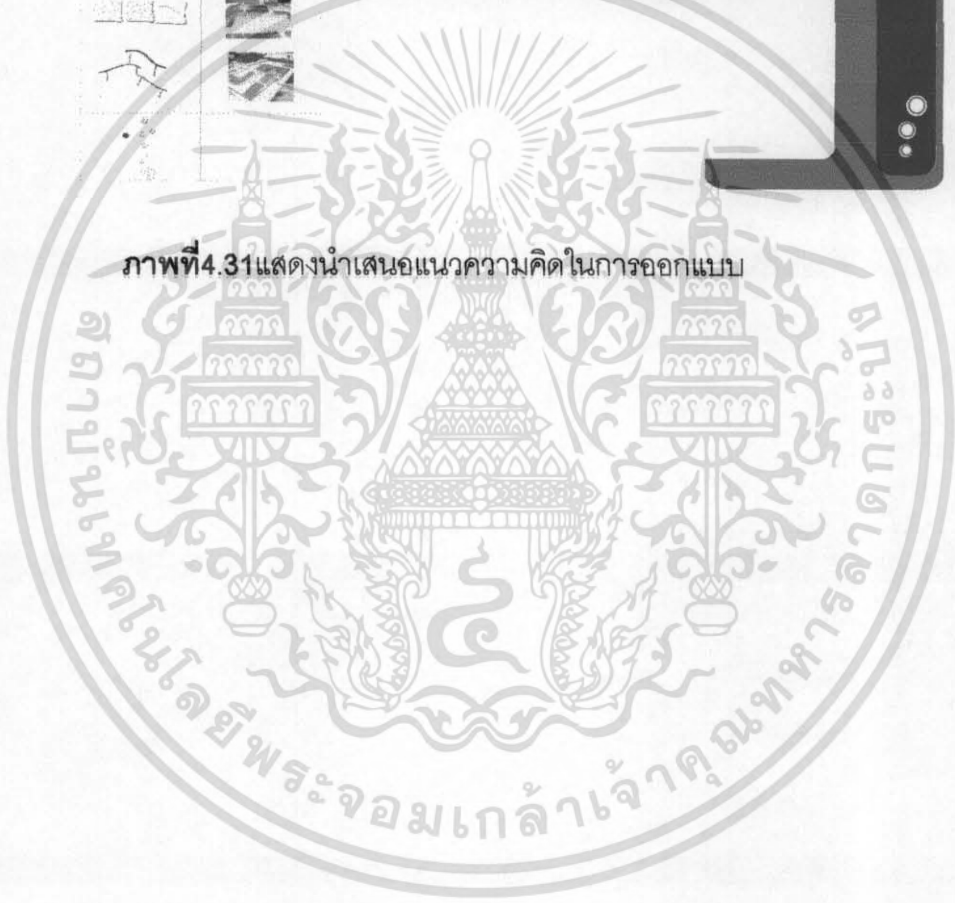 ภาพที่4.31แสดงนำเสนอแนวความคิดในการออกแบบ
สถาบันเทคโนโลยีพระจอมเกล้าเจ้าคุณทหารลาดกระบัง